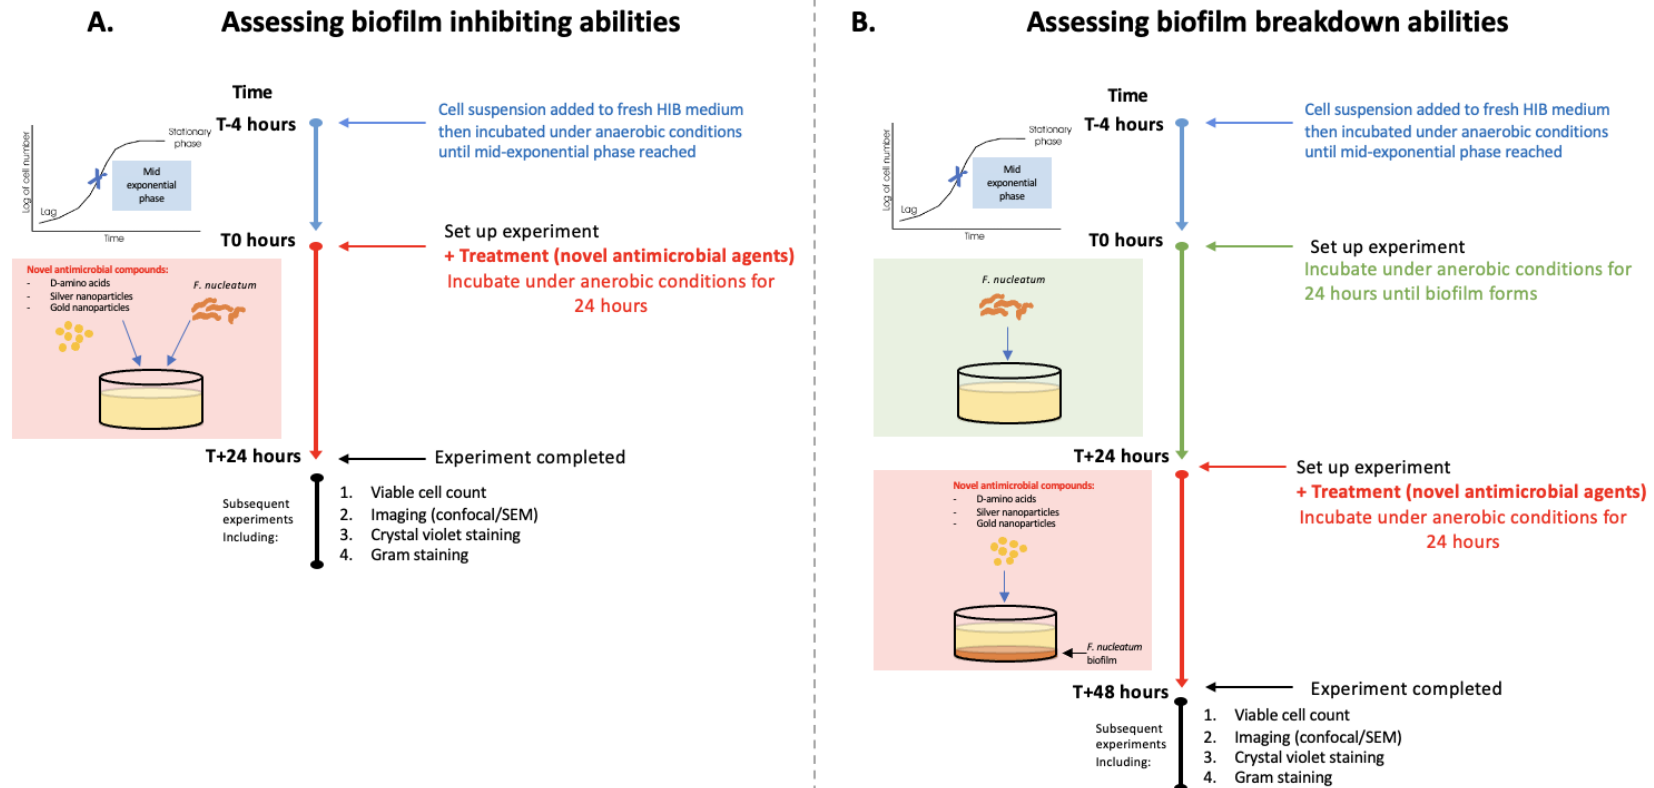 A. Assessing biofilm inhibiting abilities
Time
T-4 hours
Cell suspension added to fresh HIB medium
then incubated under anaerobic conditions
until mid-exponential phase reached
Log of cell number
Stationary
phase
Mid
exponential
phase
Lag
Time
T0 hours
Set up experiment
+ Treatment (novel antimicrobial agents)
Incubate under anerobic conditions for
24 hours
Novel antimicrobial compounds:
- D-amino acids
- Silver nanoparticles
- Gold nanoparticles
F. nucleatum
T+24 hours
Experiment completed
Subsequent
experiments
Including:
1. Viable cell count
2. Imaging (confocal/SEM)
3. Crystal violet staining
4. Gram staining
B. Assessing biofilm breakdown abilities
Time
T-4 hours
Cell suspension added to fresh HIB medium
then incubated under anaerobic conditions
until mid-exponential phase reached
Log of cell number
Stationary
phase
Mid
exponential
phase
Lag
Time
T0 hours
Set up experiment
Incubate under anerobic conditions for
24 hours until biofilm forms
F. nucleatum
T+24 hours
Set up experiment
+ Treatment (novel antimicrobial agents)
Incubate under anerobic conditions for
24 hours
Novel antimicrobial compounds:
- D-amino acids
- Silver nanoparticles
- Gold nanoparticles
F. nucleatum
biofilm
T+48 hours
Experiment completed
Subsequent
experiments
Including:
1. Viable cell count
2. Imaging (confocal/SEM)
3. Crystal violet staining
4. Gram staining